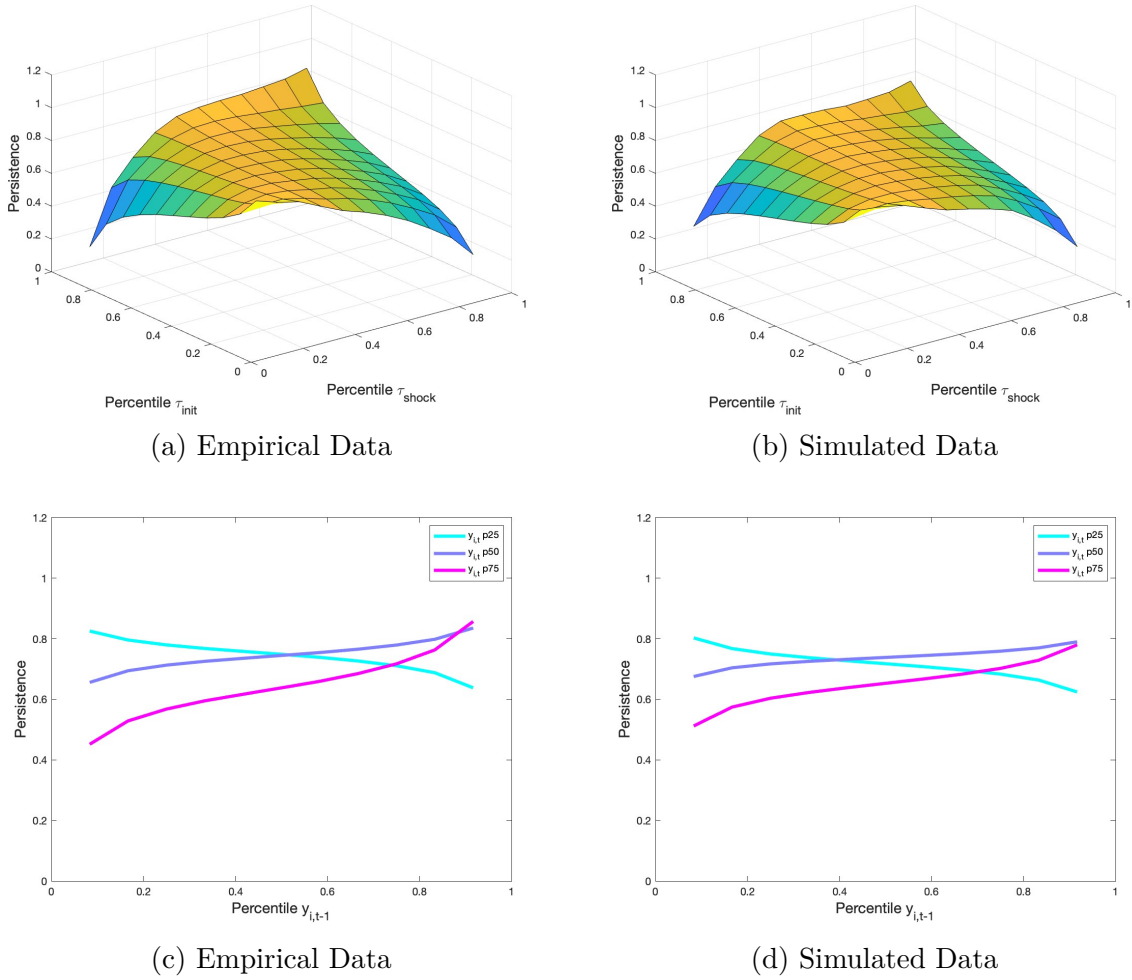 1.2
1
0.8
0.6
0.4
0.2
0
Persistence
1
0.8
0.6
0.4
0.2
0
Percentile τinit
0
0.2
0.4
0.6
0.8
1
Percentile τshock
(a) Empirical Data
1.2
1
0.8
0.6
0.4
0.2
0
Persistence
1
0.8
0.6
0.4
0.2
0
Percentile τinit
0
0.2
0.4
0.6
0.8
1
Percentile τshock
(b) Simulated Data
1.2
1
0.8
0.6
0.4
0.2
0
Persistence
yi,t p25
yi,t p50
yi,t p75
0 0.2 0.4 0.6 0.8 1
Percentile yi,t-1
(c) Empirical Data
1.2
1
0.8
0.6
0.4
0.2
0
Persistence
yi,t p25
yi,t p50
yi,t p75
0 0.2 0.4 0.6 0.8 1
Percentile yi,t-1
(d) Simulated Data